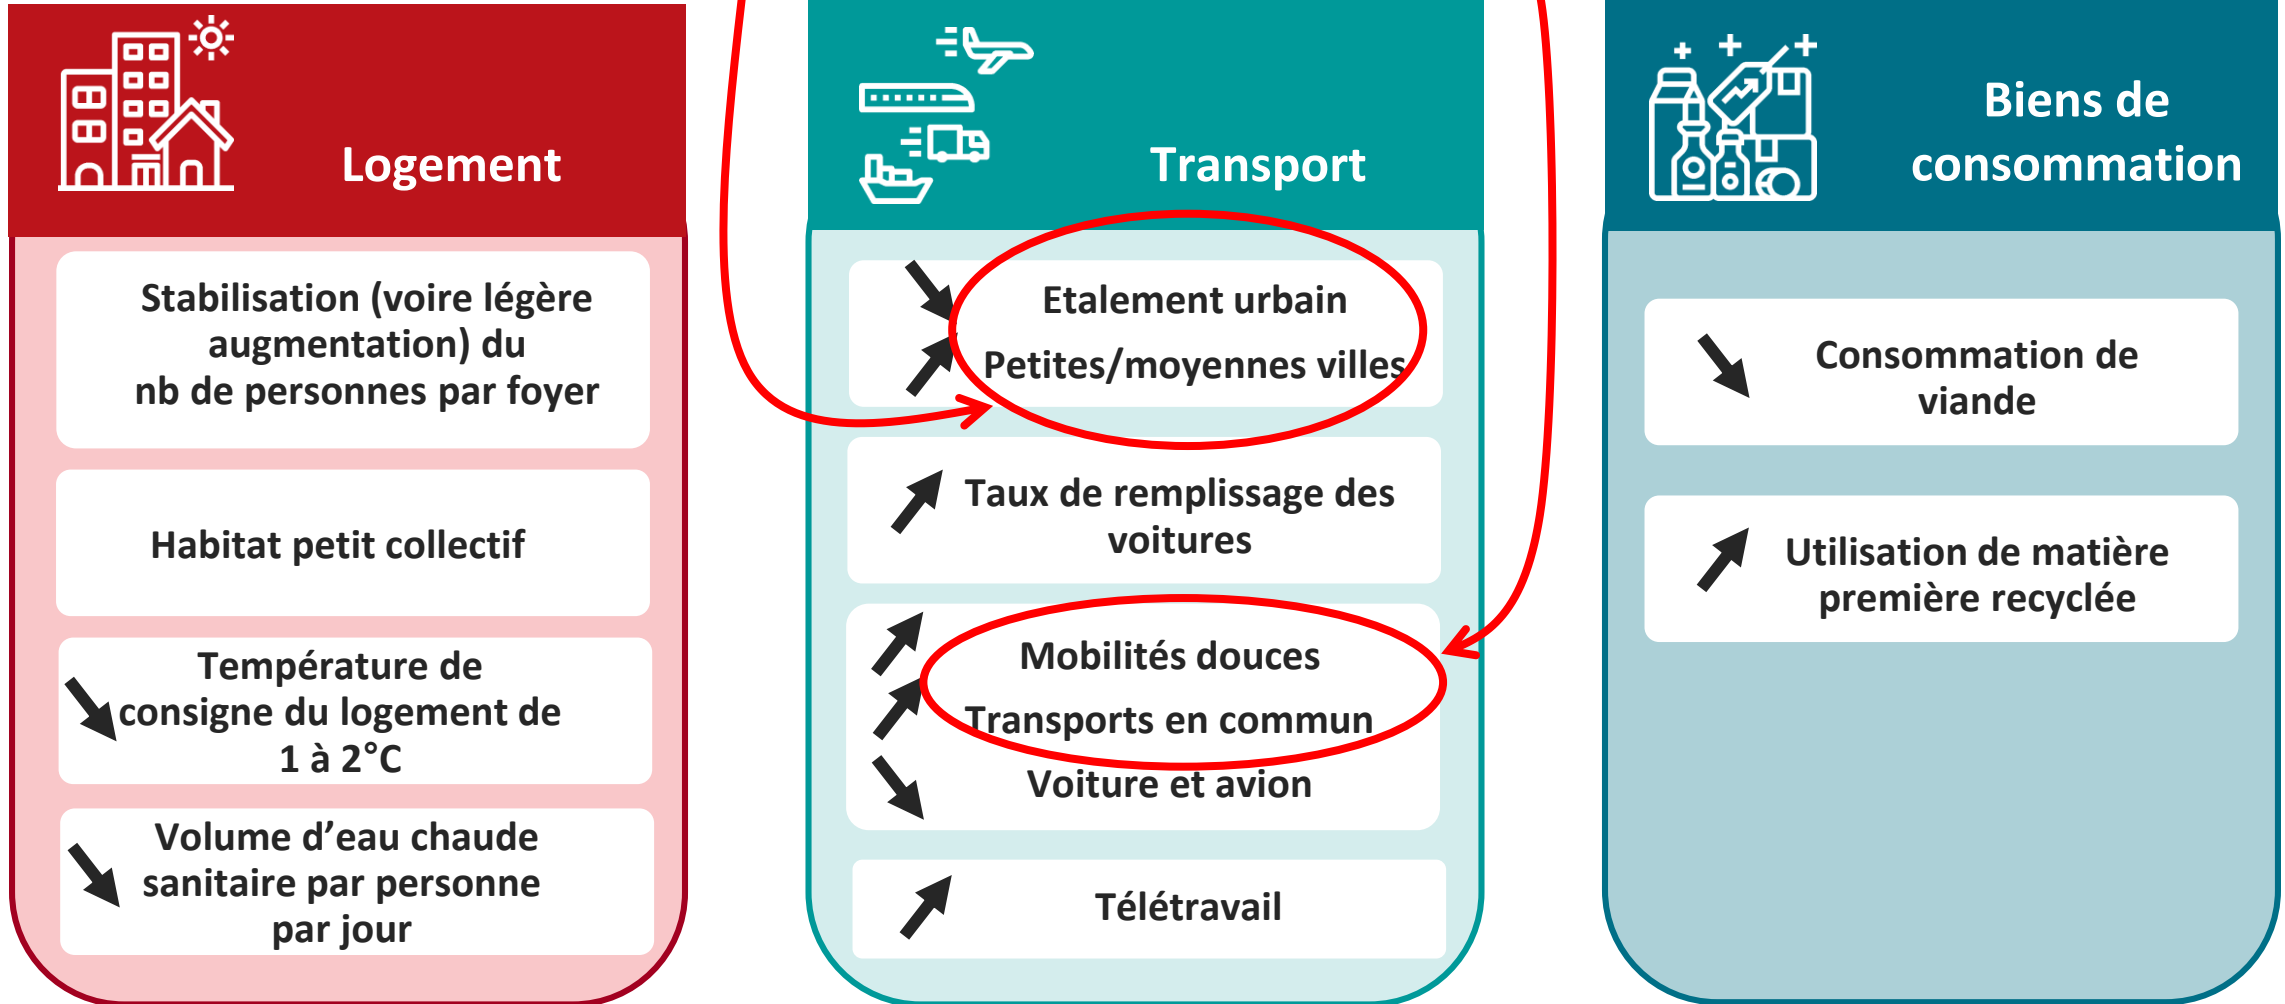 Logement
Stabilisation (voire légère
augmentation) du
nb de personnes par foyer
Habitat petit collectif
Température de
consigne du logement de
1 à 2°C
Volume d’eau chaude
sanitaire par personne
par jour
Transport
Etalement urbain
Petites/moyennes villes
Taux de remplissage des
voitures
Mobilités douces
Transports en commun
Voiture et avion
Télétravail
Biens de
consommation
Consommation de
viande
Utilisation de matière
première recyclée